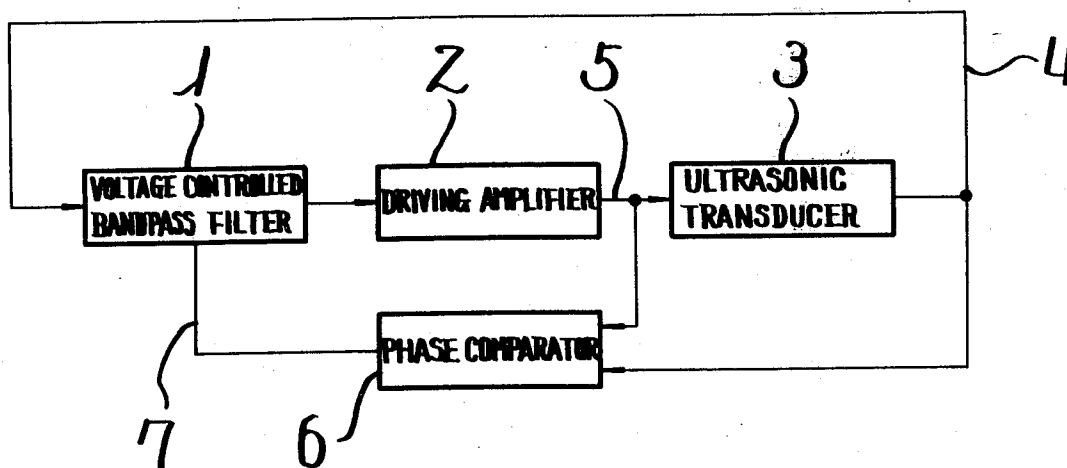 1
2
5
3
4
VOLTAGE CONTROLLED
BANDPASS FILTER
DRIVING AMPLIFIER
ULTRASONIC
TRANSDUCER
PHASE COMPARATOR
7
6